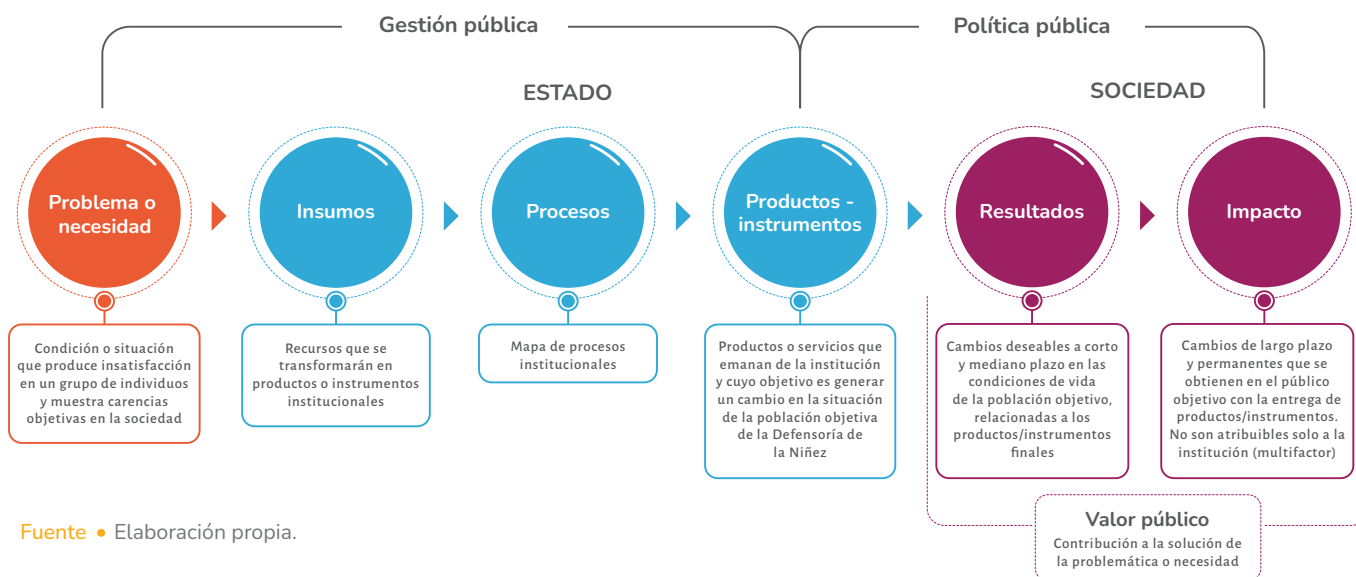 Gestión pública
Política pública
ESTADO
SOCIEDAD
Problema o
necesidad
Insumos
Procesos
Productos -
instrumentos
Resultados
Impacto
Condición o situación
que produce insatisfacción
en un grupo de individuos
y muestra carencias
objetivas en la sociedad
Recursos que se
transformarán en
productos o instrumentos
institucionales
Mapa de procesos
institucionales
Productos o servicios que
emanan de la institución
y cuyo objetivo es generar
un cambio en la situación
de la población objetiva
de la Defensoría de
la Niñez
Cambios deseables a corto
y mediano plazo en las
condiciones de vida
de la población objetivo,
relacionadas a los
productos/instrumentos
finales
Cambios de largo plazo
y permanentes que se
obtienen en el público
objetivo con la entrega de
productos/instrumentos.
No son atribuibles solo a la
institución (multifactor)
Valor público
Contribución a la solución de
la problemática o necesidad
Fuente • Elaboración propia.